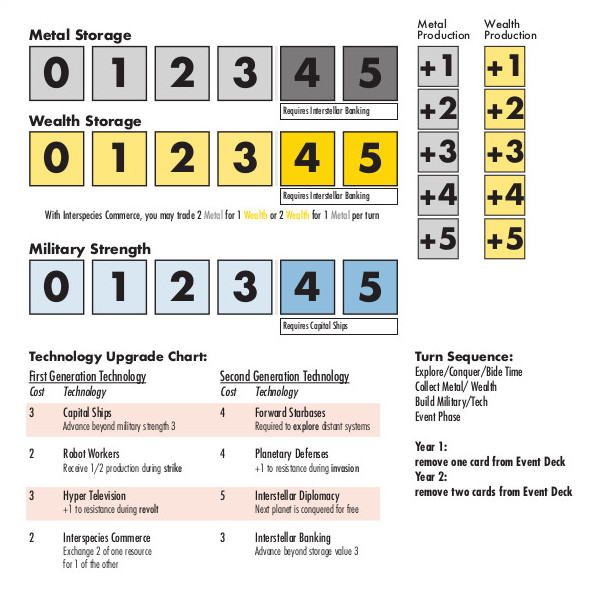 Metal Storage
0 1 2 3 4 5
Requires Interstellar Banking
Wealth Storage
0 1 2 3 4 5
Requires Interstellar Banking
With Interspecies Commerce, you may trade 2 Metal for 1 Wealth or 2 Wealth for 1 Metal per turn
Military Strength
0 1 2 3 4 5
Requires Capital Ships
Metal
Production
+1
+2
+3
+4
+5
Wealth
Production
+1
+2
+3
+4
+5
Technology Upgrade Chart:
First Generation Technology
Cost Technology
3 Capital Ships
Advance beyond military strength 3
2 Robot Workers
Receive 1/2 production during strike
3 Hyper Television
+1 to resistance during revolt
2 Interspecies Commerce
Exchange 2 of one resource
for 1 of the other
Second Generation Technology
Cost Technology
4 Forward Starbases
Required to explore distant systems
4 Planetary Defenses
+1 to resistance during invasion
5 Interstellar Diplomacy
Next planet is conquered for free
3 Interstellar Banking
Advance beyond storage value 3
Turn Sequence:
Explore/Conquer/Bide Time
Collect Metal/ Wealth
Build Military/Tech
Event Phase
Year 1:
remove one card from Event Deck
Year 2:
remove two cards from Event Deck